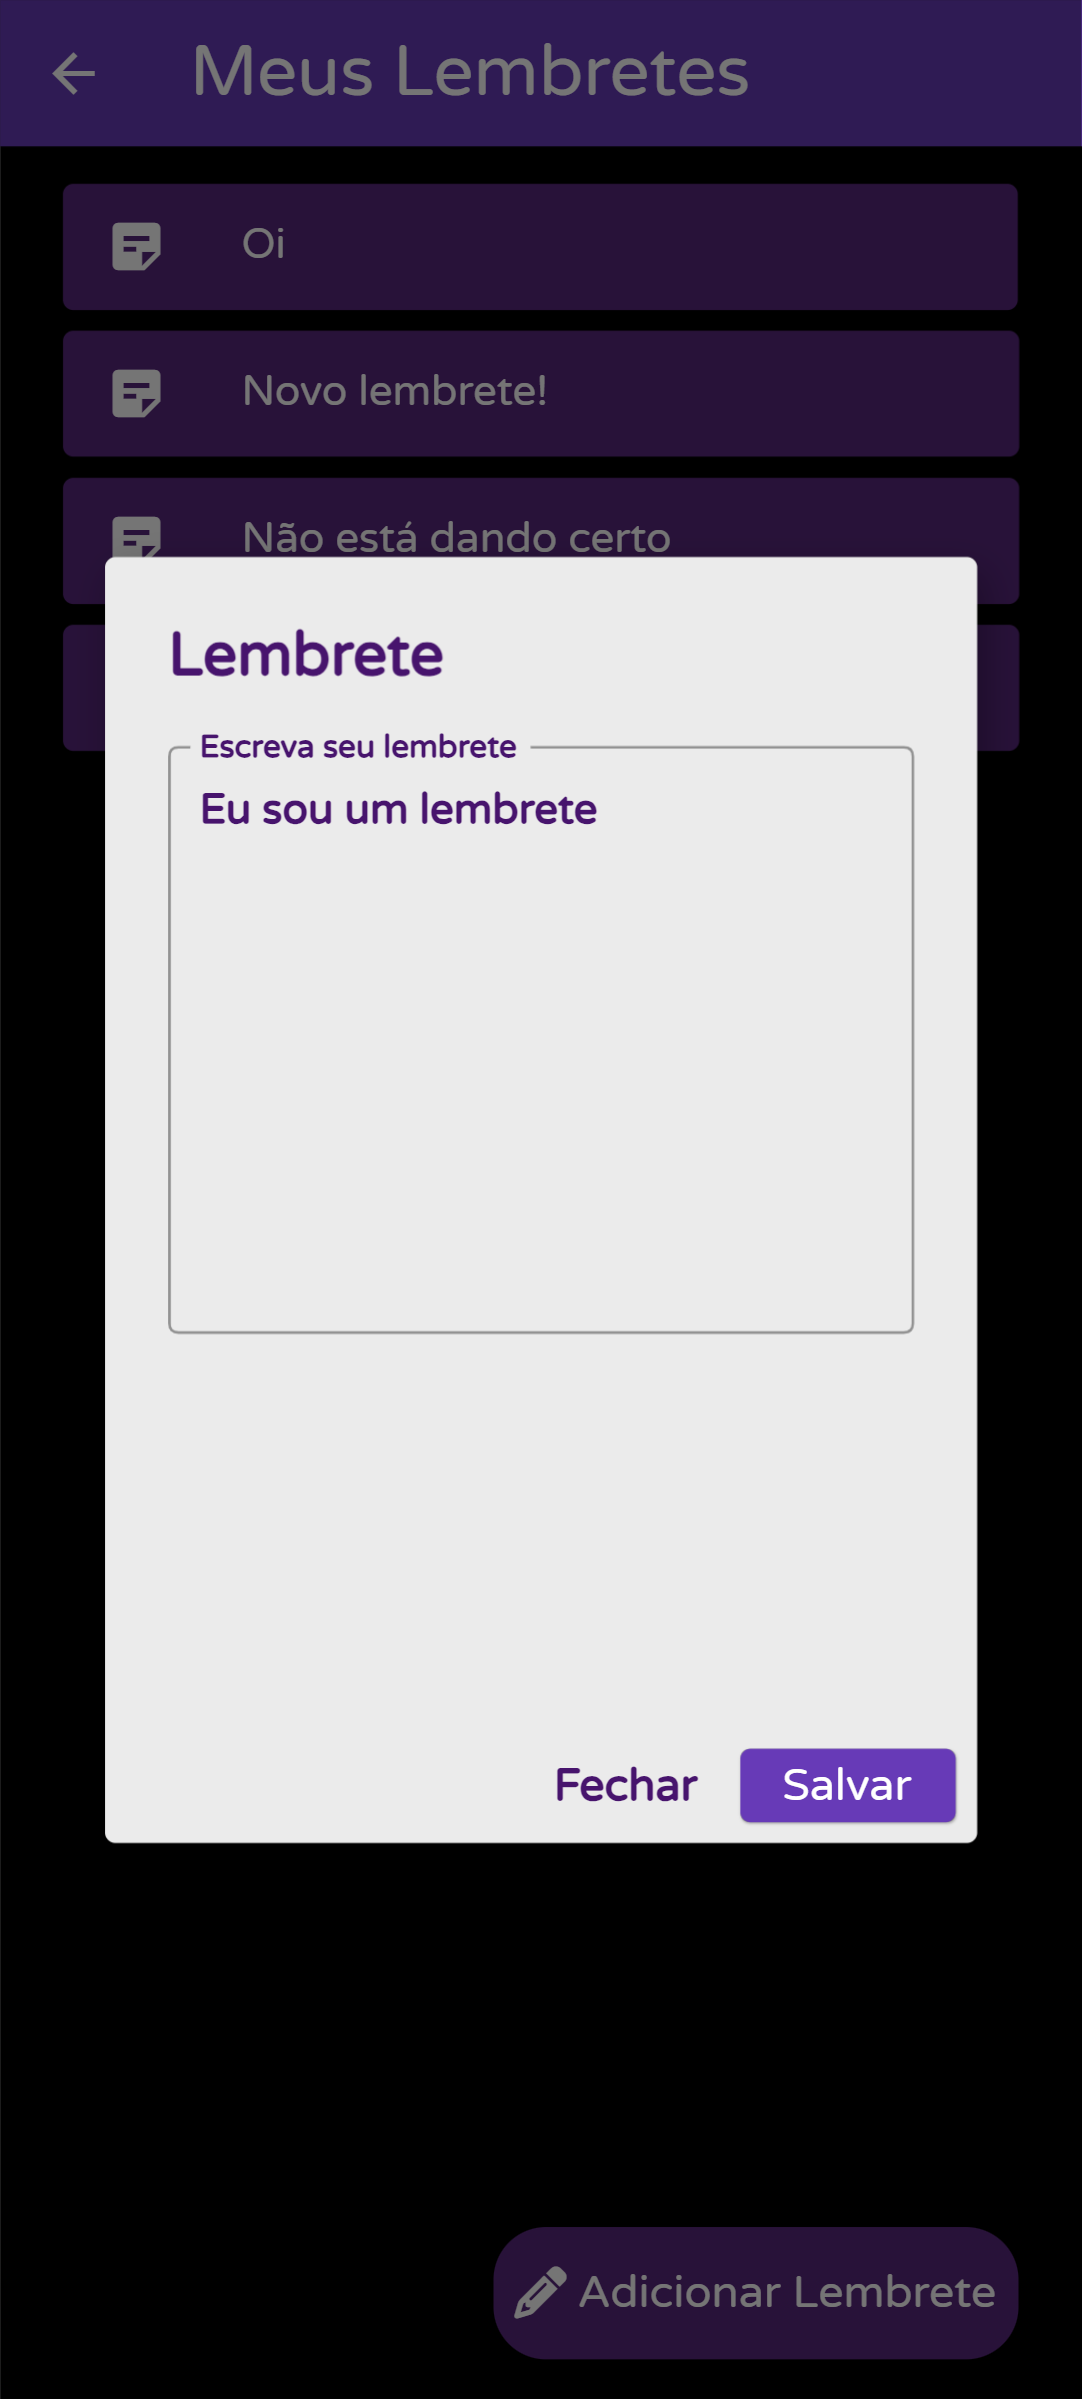 Meus Lembretes
Oi
Novo lembrete!
Não está dando certo
Lembrete
Escreva seu lembrete
Eu sou um lembrete
Fechar
Salvar
Adicionar Lembrete